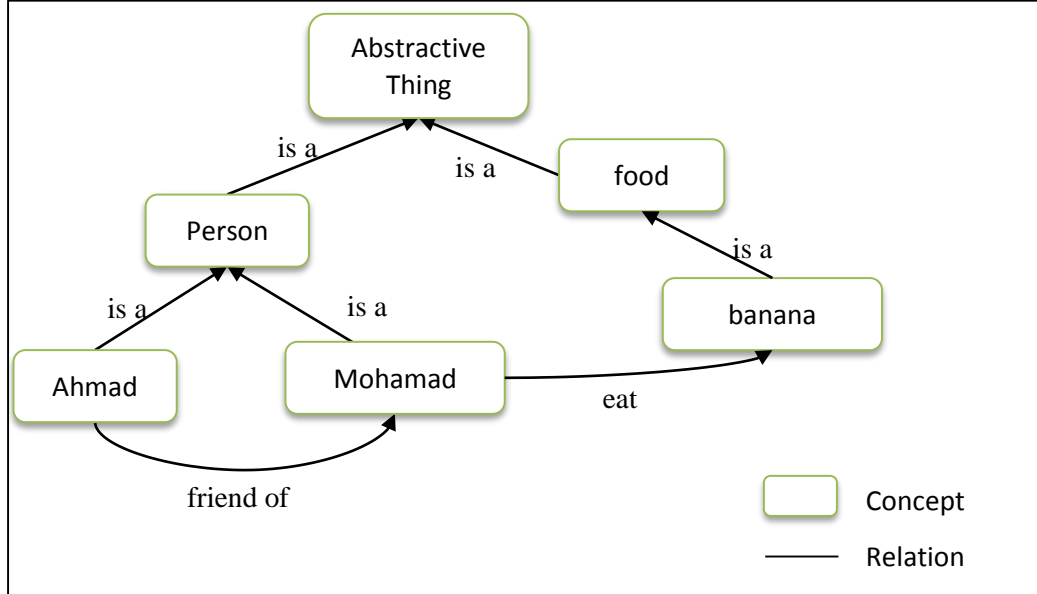 Abstractive
Thing
is a
is a
food
Person
is a
is a
is a
banana
Ahmad
Mohamad
eat
friend of
Concept
Relation